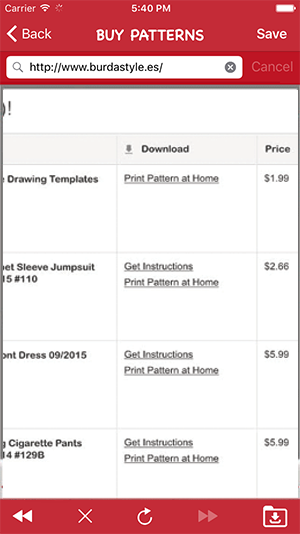 Carrier 5:40 PM
Back BUY PATTERNS Save
http://www.burdastyle.es/ Cancel
)!
Download Price
Drawing Templates Print Pattern at Home $1.99
et Sleeve Jumpsuit Get Instructions $2.66
15 #110 Print Pattern at Home
nt Dress 09/2015 Get Instructions $5.99
Print Pattern at Home
Cigarette Pants Get Instructions $5.99
14 #129B Print Pattern at Home